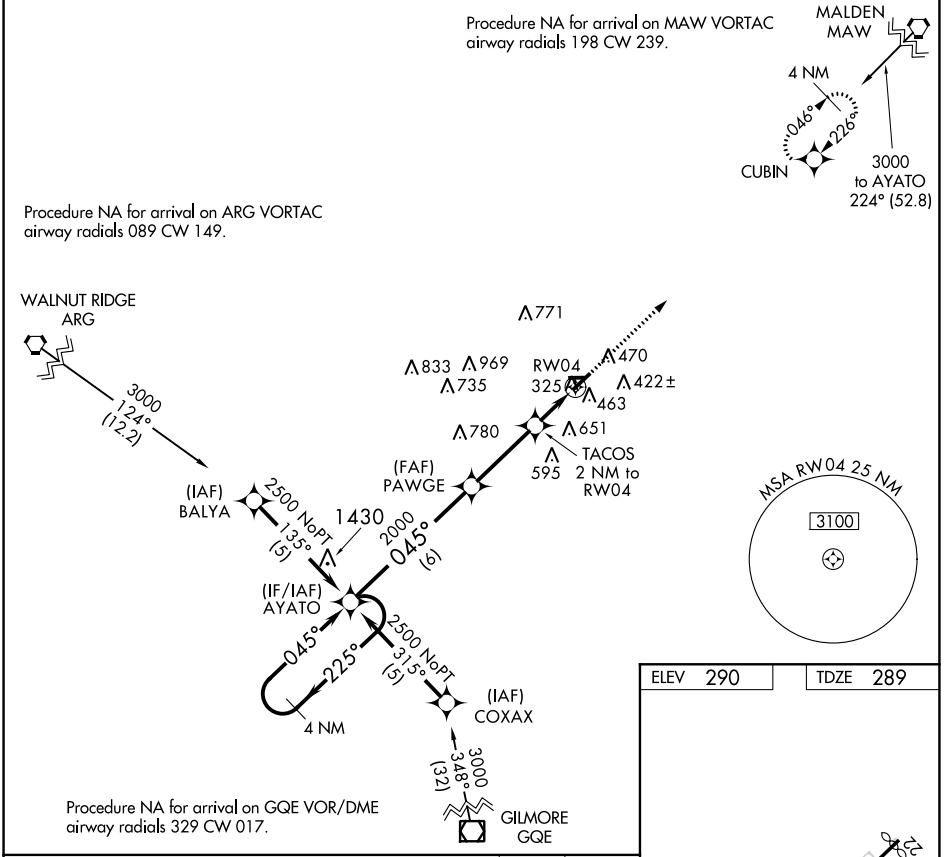 Procedure NA for arrival on MAW VORTAC
airway radials 198 CW 239.
MALDEN
MAW
4 NM
046°
226°
CUBIN
3000
to AYATO
224° (52.8)
Procedure NA for arrival on ARG VORTAC
airway radials 089 CW 149.
WALNUT RIDGE
ARG
3000
124°
(12.2)
771
833
969
735
RW04
325
470
422±
463
780
651
595
TACOS
2 NM to
RW04
(FAF)
PAWGE
(IAF)
BALYA
2500 NoPT
135°
(5)
1430
2000
045°
(6)
(IF/IAF)
AYATO
045°
225°
4 NM
2500 NoPT
315°
(5)
(IAF)
COXAX
3000
348°
(32)
GILMORE
GQE
MSA RW04 25 NM
3100
Procedure NA for arrival on GQE VOR/DME
airway radials 329 CW 017.
ELEV 290
TDZE 289
22